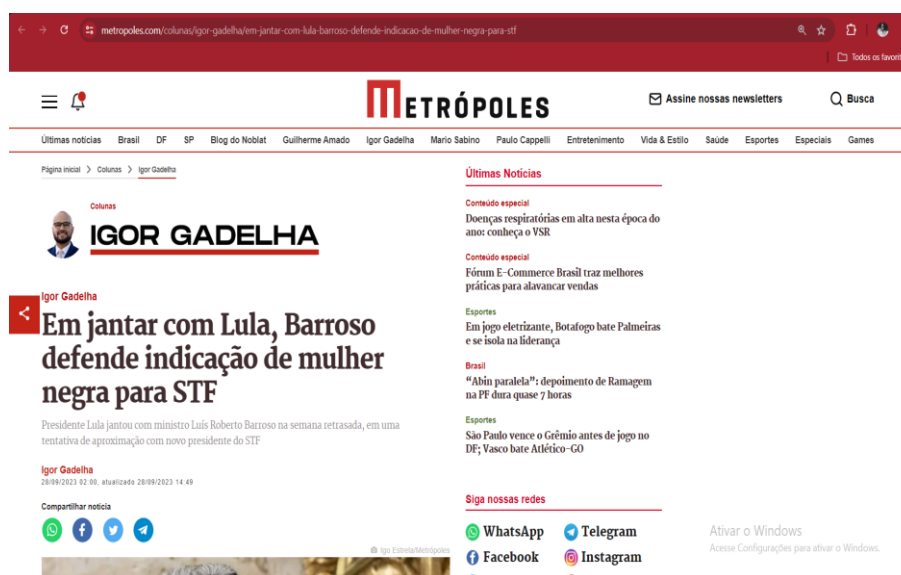 metropoles.com/colunas/igor-gadelha/em-jantar-com-lula-barroso-defende-indicacao-de-mulher-negra-para-stf
Todos os favorit
METRÓPOLES
Assine nossas newsletters
Busca
Últimas notícias Brasil DF SP Blog do Noblat Guilherme Amado Igor Gadelha Mario Sabino Paulo Cappelli Entretenimento Vida & Estilo Saúde Esportes Especiais Games
Página inicial > Colunas > Igor Gadelha
Colunas
IGOR GADELHA
Igor Gadelha
Em jantar com Lula, Barroso
defende indicação de mulher
negra para STF
Presidente Lula jantou com ministro Luís Roberto Barroso na semana retrasada, em uma
tentativa de aproximação com novo presidente do STF
Igor Gadelha
28/09/2023 02:00, atualizado 28/09/2023 14:49
Compartilhar notícia
Igo Estrela/Metrópoles
Últimas Notícias
Conteúdo especial
Doenças respiratórias em alta nesta época do
ano: conheça o VSR
Conteúdo especial
Fórum E-Commerce Brasil traz melhores
práticas para alavancar vendas
Esportes
Em jogo eletrizante, Botafogo bate Palmeiras
e se isola na liderança
Brasil
“Abin paralela”: depoimento de Ramagem
na PF dura quase 7 horas
Esportes
São Paulo vence o Grêmio antes de jogo no
DF; Vasco bate Atlético-GO
Siga nossas redes
WhatsApp Telegram
Facebook Instagram
Ativar o Windows
Acesse Configurações para ativar o Windows.